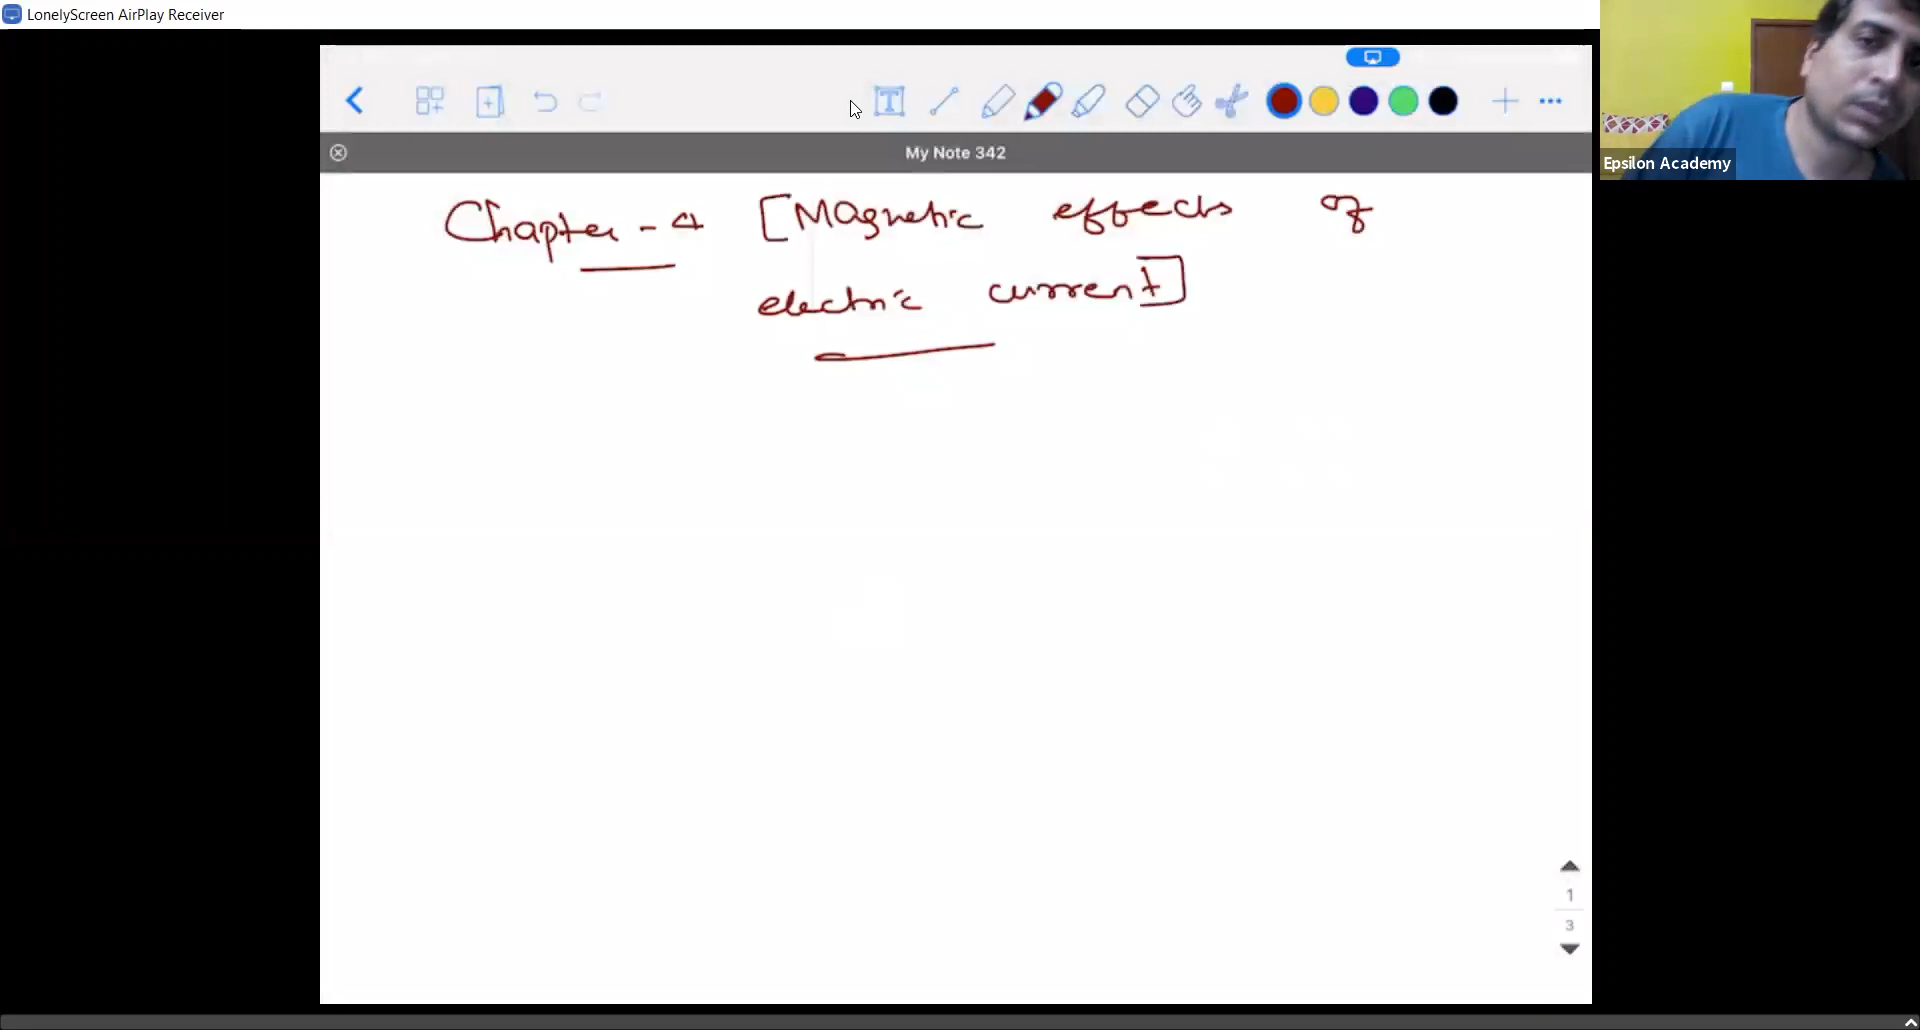 LonelyScreen AirPlay Receiver
Epsilon Academy
My Note 342
Chapter - 4 [Magnetic effects of
electric current]
1
3